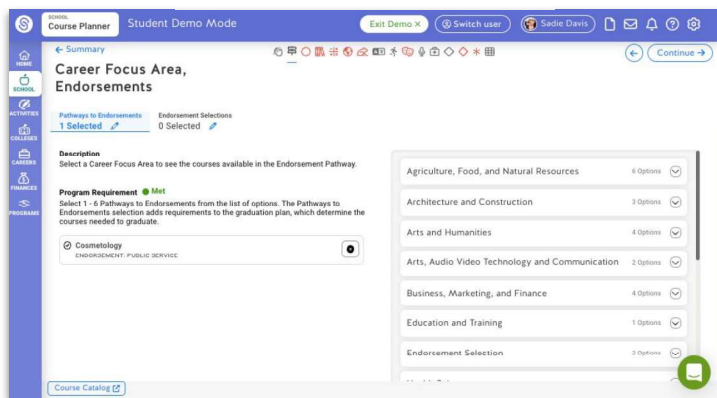 SCHOOL
Course Planner
Student Demo Mode
Exit Demo ×
Switch user
Sadie Davis
HOME
SCHOOL
ACTIVITIES
COLLEGES
CAREERS
FINANCES
PROGRAMS
← Summary
Continue →
Career Focus Area,
Endorsements
Pathways to Endorsements
1 Selected
Endorsement Selections
0 Selected
Description
Select a Career Focus Area to see the courses available in the Endorsement Pathway.
Program Requirement
Met
Select 1 - 6 Pathways to Endorsements from the list of options. The Pathways to
Endorsements selection adds requirements to the graduation plan, which determine the
courses needed to graduate.
Cosmetology
ENDORSEMENT: PUBLIC SERVICE
Agriculture, Food, and Natural Resources
6 Options
Architecture and Construction
3 Options
Arts and Humanities
4 Options
Arts, Audio Video Technology and Communication
2 Options
Business, Marketing, and Finance
4 Options
Education and Training
1 Options
Endorsement Selection
Options
Course Catalog